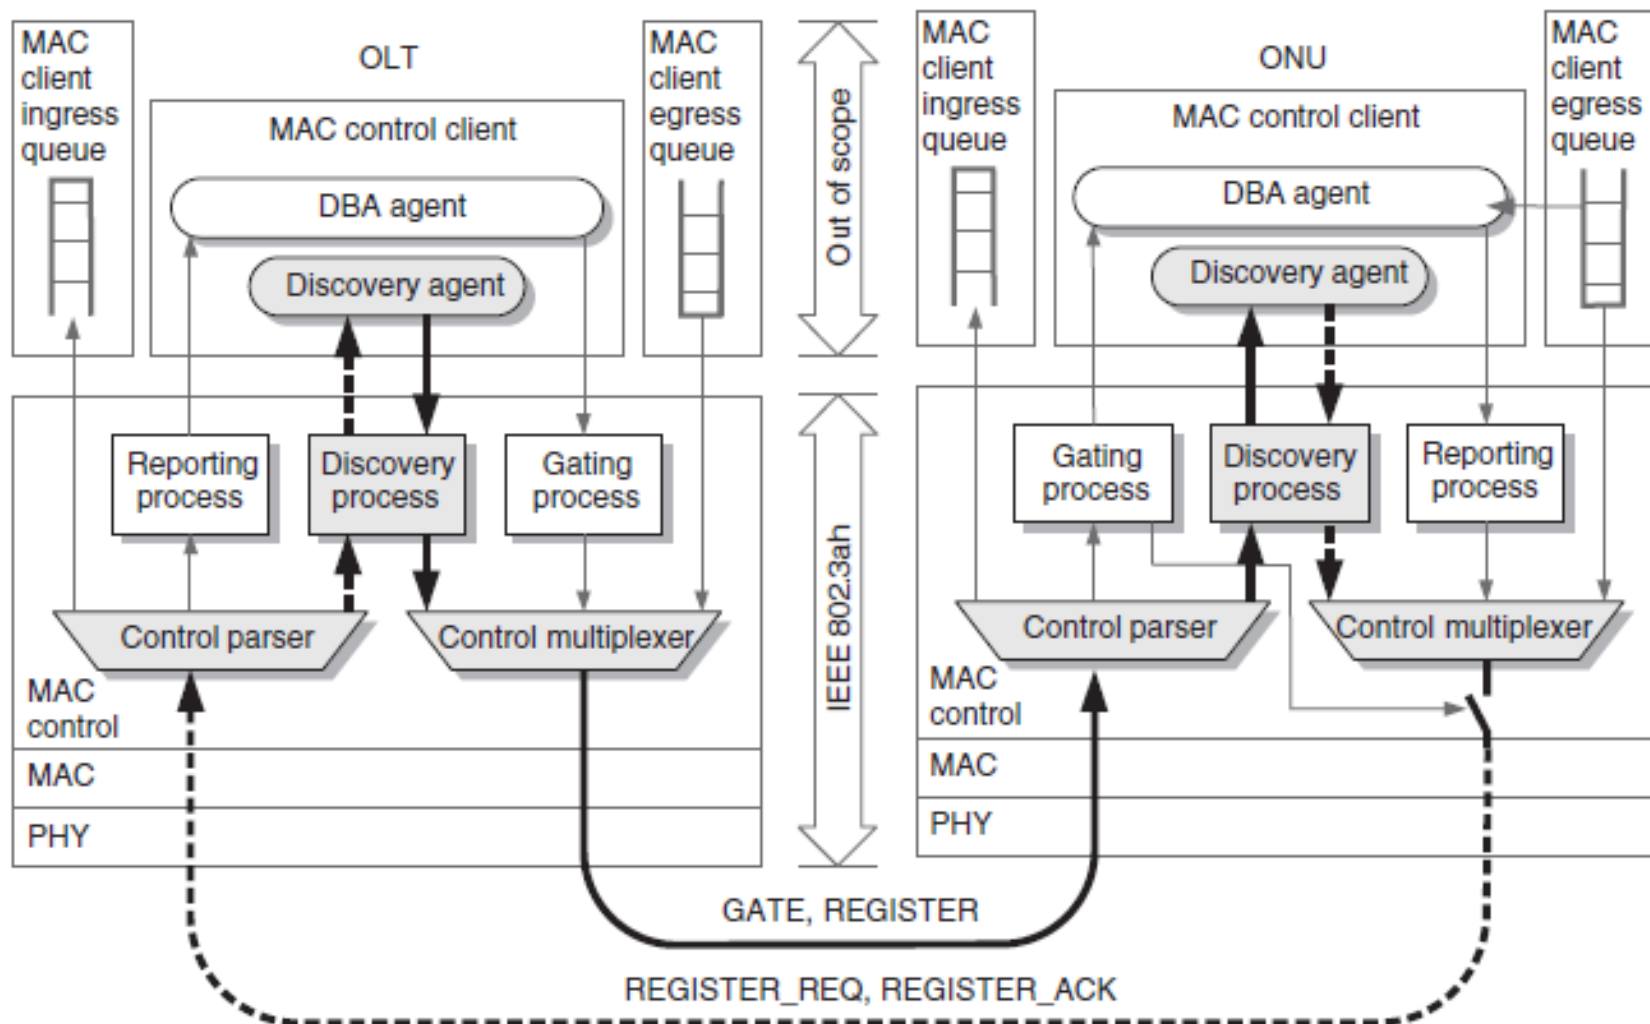 MAC
client
ingress
queue
OLT
MAC control client
DBA agent
Discovery agent
MAC
client
egress
queue
Out of scope
MAC
client
ingress
queue
ONU
MAC control client
DBA agent
Discovery agent
MAC
client
egress
queue
Reporting
process
Discovery
process
Gating
process
IEEE 802.3ah
Gating
process
Discovery
process
Reporting
process
Control parser
Control multiplexer
Control parser
Control multiplexer
MAC
control
MAC
PHY
MAC
control
MAC
PHY
GATE, REGISTER
REGISTER_REQ, REGISTER_ACK